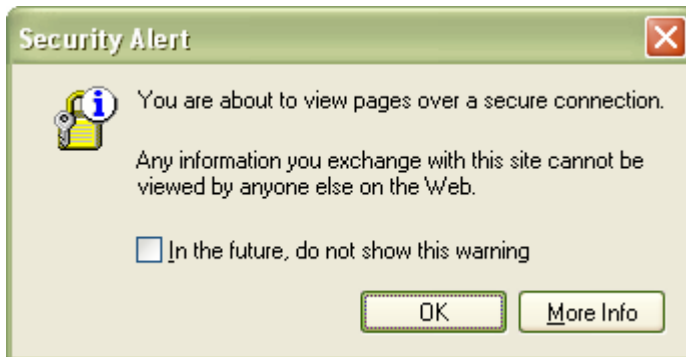 Security Alert
You are about to view pages over a secure connection.
Any information you exchange with this site cannot be
viewed by anyone else on the Web.
In the future, do not show this warning
OK
More Info